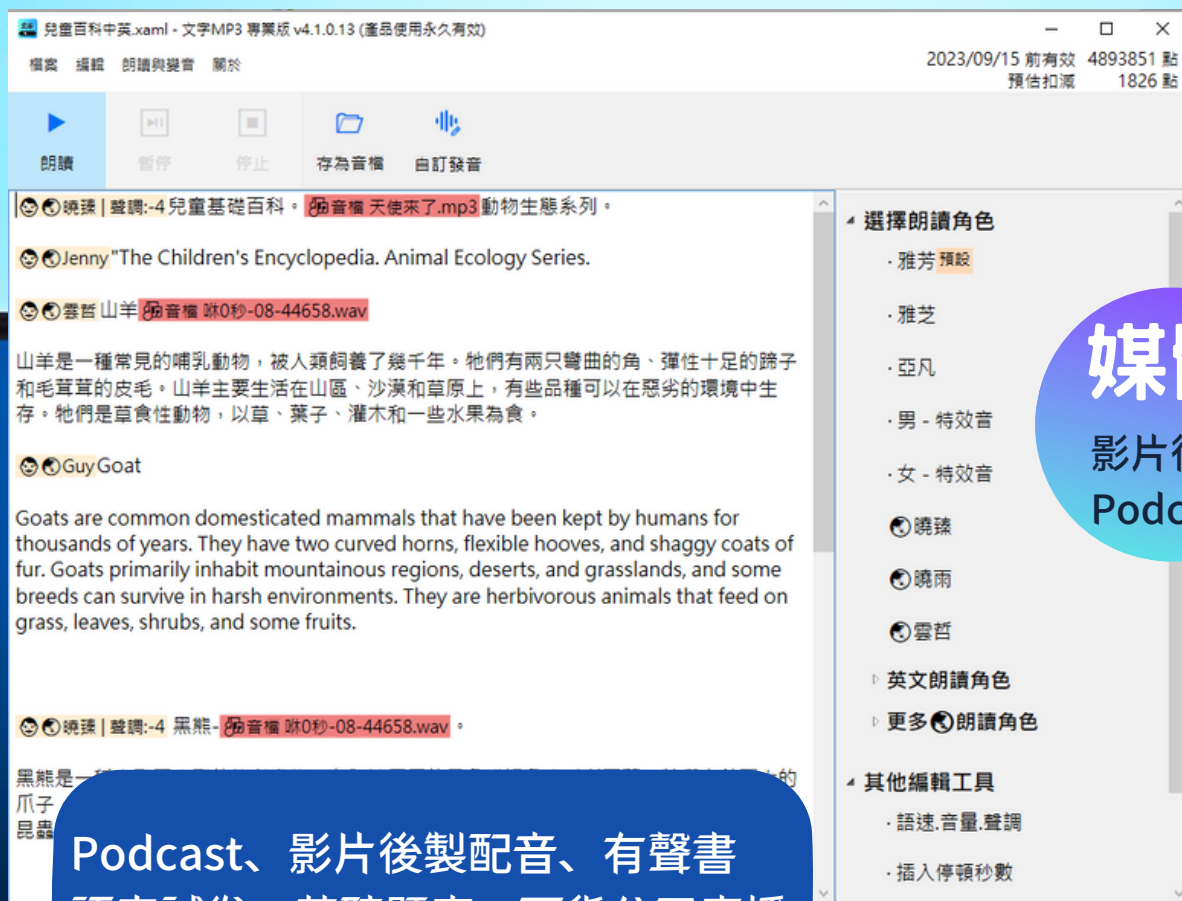 兒童百科中英.xaml - 文字MP3 專業版 v4.1.0.13 (產品使用永久有效)
檔案 編輯 朗讀與變音 關於
2023/09/15 前有效 4893851 點
預估扣減 1826 點
朗讀 暫停 停止 存為音檔 自訂發音
曉臻 | 聲調:-4 兒童基礎百科。音檔 天使來了.mp3 動物生態系列。
Jenny "The Children's Encyclopedia. Animal Ecology Series.
雲哲 山羊 音檔 咻0秒-08-44658.wav
山羊是一種常見的哺乳動物，被人類飼養了幾千年。牠們有兩只彎曲的角、彈性十足的蹄子
和毛茸茸的皮毛。山羊主要生活在山區、沙漠和草原上，有些品種可以在惡劣的環境中生
存。牠們是草食性動物，以草、葉子、灌木和一些水果為食。
Guy Goat
Goats are common domesticated mammals that have been kept by humans for
thousands of years. They have two curved horns, flexible hooves, and shaggy coats of
fur. Goats primarily inhabit mountainous regions, deserts, and grasslands, and some
breeds can survive in harsh environments. They are herbivorous animals that feed on
grass, leaves, shrubs, and some fruits.
曉臻 | 聲調:-4 黑熊- 音檔 咻0秒-08-44658.wav 。
黑熊是一種
爪子
昆蟲
選擇朗讀角色
·雅芳 預設
·雅芝
·亞凡
·男 - 特效音
·女 - 特效音
曉臻
曉雨
雲哲
英文朗讀角色
更多朗讀角色
其他編輯工具
·語速.音量.聲調
·插入停頓秒數
媒
影片
Podc
Podcast、影片後製配音、有聲書